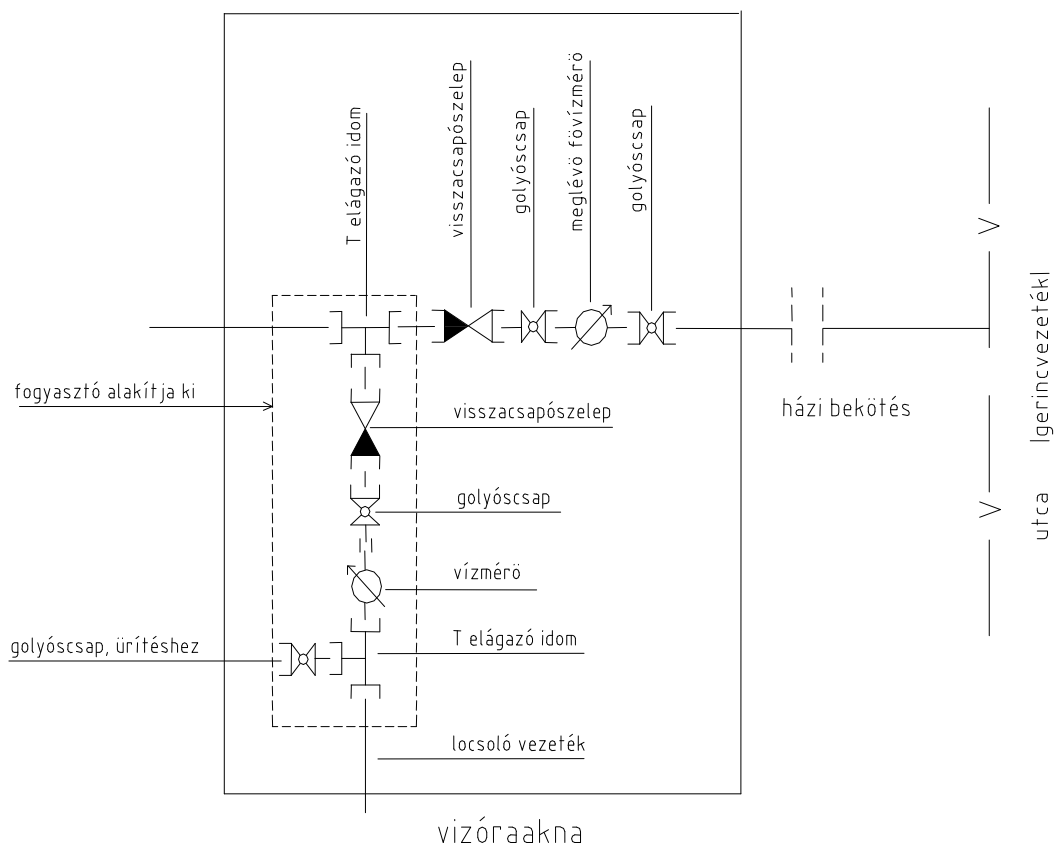 T elágazó idom
visszacsapószelep
golyóscsap
meglévö fövízmérö
golyóscsap
V
fogyasztó alakítja ki
visszacsapószelep
házi bekötés
utca |gerincvezeték|
golyóscsap
V
vízmérö
golyóscsap, ürítéshez
T elágazó idom
locsoló vezeték
vizóraakna